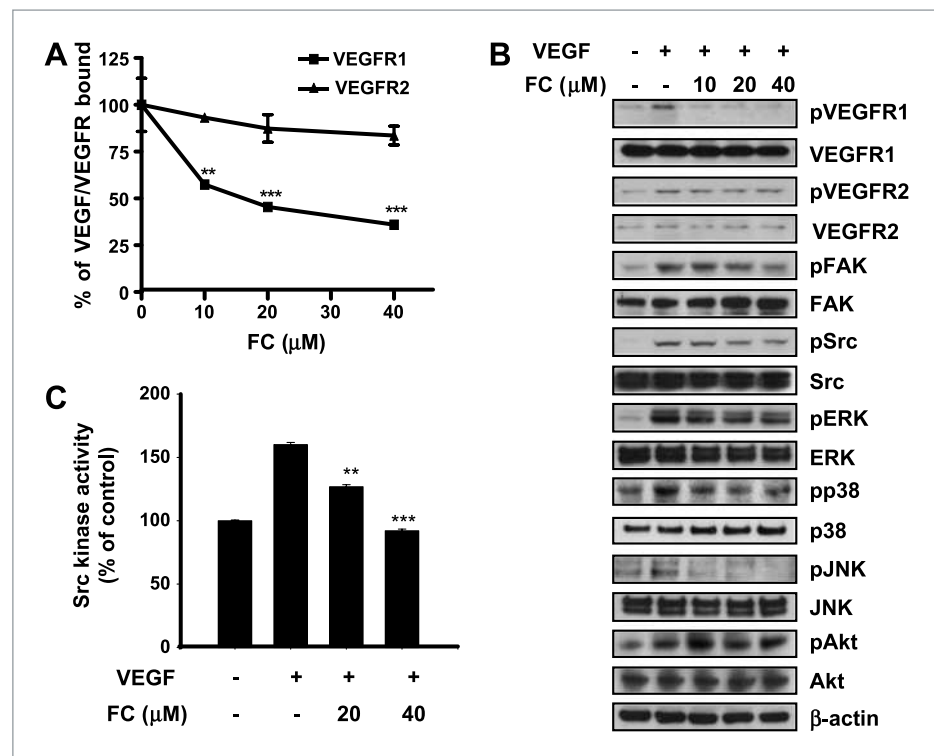 A
% of VEGF/VEGFR bound
125
100
75
50
25
0
VEGFR1
VEGFR2
**
***
***
0 10 20 30 40
FC (μM)
B
VEGF - + + + +
FC (μM) - - 10 20 40
pVEGFR1
VEGFR1
pVEGFR2
VEGFR2
pFAK
FAK
pSrc
Src
pERK
ERK
pp38
p38
pJNK
JNK
pAkt
Akt
β-actin
C
Src kinase activity
(% of control)
200
150
100
50
0
**
***
VEGF - + + +
FC (μM) - - 20 40